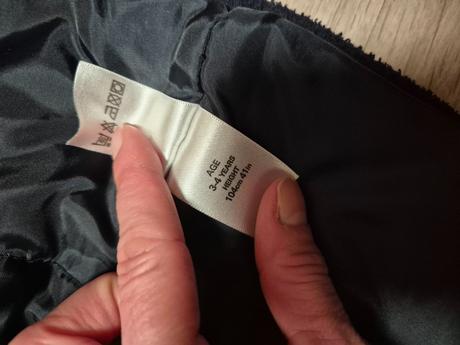 AGE
3-4 YEARS
HEIGHT
104cm 41in